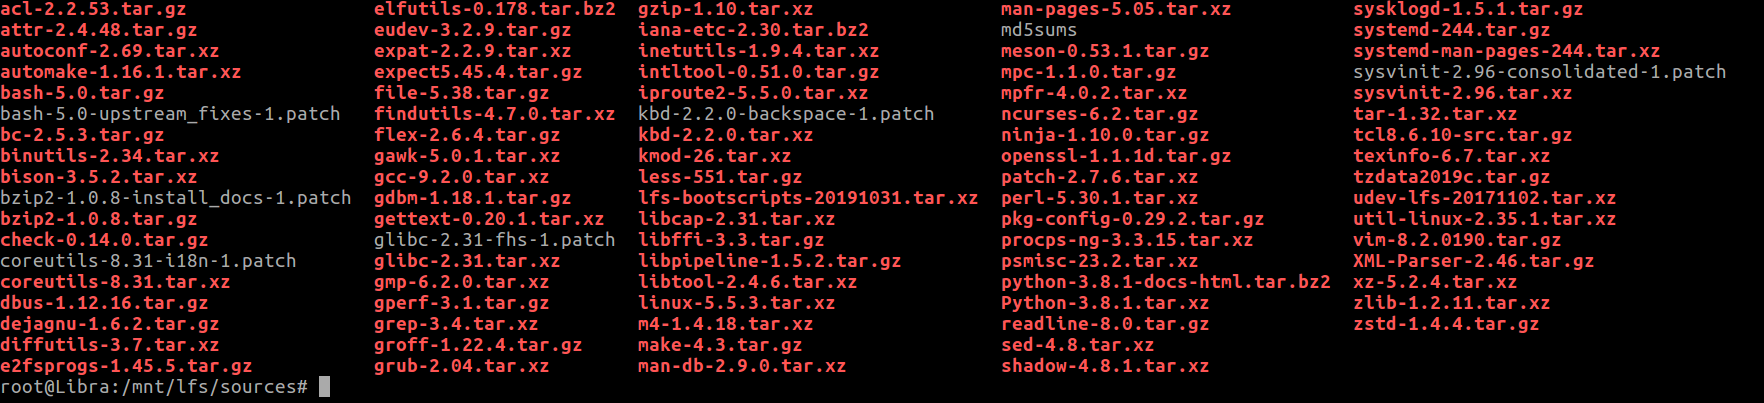 acl-2.2.53.tar.gz elfutils-0.178.tar.bz2 gzip-1.10.tar.xz man-pages-5.05.tar.xz sysklogd-1.5.1.tar.gz
attr-2.4.48.tar.gz eudev-3.2.9.tar.gz iana-etc-2.30.tar.bz2 md5sums systemd-244.tar.gz
autoconf-2.69.tar.xz expat-2.2.9.tar.xz inetutils-1.9.4.tar.xz meson-0.53.1.tar.gz systemd-man-pages-244.tar.xz
automake-1.16.1.tar.xz expect5.45.4.tar.gz intltool-0.51.0.tar.gz mpc-1.1.0.tar.gz sysvinit-2.96-consolidated-1.patch
bash-5.0.tar.gz file-5.38.tar.gz iproute2-5.5.0.tar.xz mpfr-4.0.2.tar.xz sysvinit-2.96.tar.xz
bash-5.0-upstream_fixes-1.patch findutils-4.7.0.tar.xz kbd-2.2.0-backspace-1.patch ncurses-6.2.tar.gz tar-1.32.tar.xz
bc-2.5.3.tar.gz flex-2.6.4.tar.gz kbd-2.2.0.tar.xz ninja-1.10.0.tar.gz tcl8.6.10-src.tar.gz
binutils-2.34.tar.xz gawk-5.0.1.tar.xz kmod-26.tar.xz openssl-1.1.1d.tar.gz texinfo-6.7.tar.xz
bison-3.5.2.tar.xz gcc-9.2.0.tar.xz less-551.tar.gz patch-2.7.6.tar.xz tzdata2019c.tar.gz
bzip2-1.0.8-install_docs-1.patch gdbm-1.18.1.tar.gz lfs-bootscripts-20191031.tar.xz perl-5.30.1.tar.xz udev-lfs-20171102.tar.xz
bzip2-1.0.8.tar.gz gettext-0.20.1.tar.xz libcap-2.31.tar.xz pkg-config-0.29.2.tar.gz util-linux-2.35.1.tar.xz
check-0.14.0.tar.gz glibc-2.31-fhs-1.patch libffi-3.3.tar.gz procps-ng-3.3.15.tar.xz vim-8.2.0190.tar.gz
coreutils-8.31-i18n-1.patch glibc-2.31.tar.xz libpipeline-1.5.2.tar.gz psmisc-23.2.tar.xz XML-Parser-2.46.tar.gz
coreutils-8.31.tar.xz gmp-6.2.0.tar.xz libtool-2.4.6.tar.xz python-3.8.1-docs-html.tar.bz2 xz-5.2.4.tar.xz
dbus-1.12.16.tar.gz gperf-3.1.tar.gz linux-5.5.3.tar.xz Python-3.8.1.tar.xz zlib-1.2.11.tar.xz
dejagnu-1.6.2.tar.gz grep-3.4.tar.xz m4-1.4.18.tar.xz readline-8.0.tar.gz zstd-1.4.4.tar.gz
diffutils-3.7.tar.xz groff-1.22.4.tar.gz make-4.3.tar.gz sed-4.8.tar.xz
e2fsprogs-1.45.5.tar.gz grub-2.04.tar.xz man-db-2.9.0.tar.xz shadow-4.8.1.tar.xz
root@Libra:/mnt/lfs/sources#